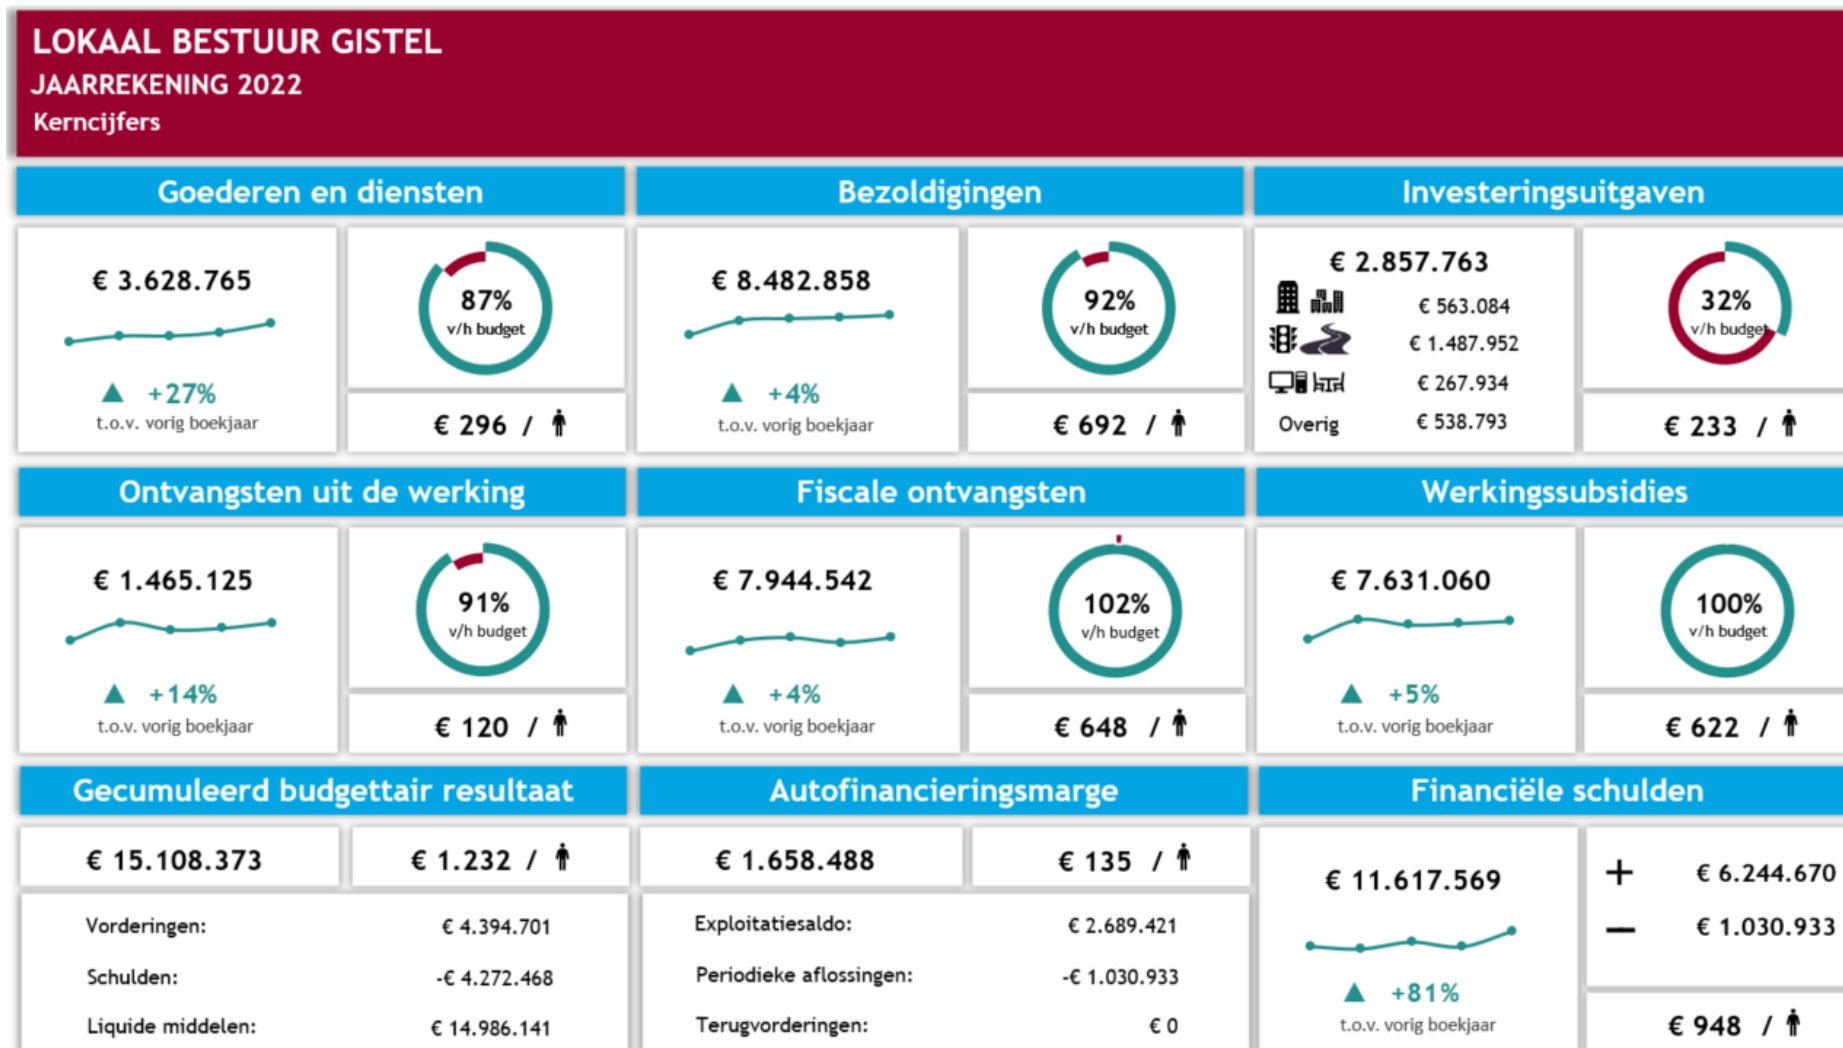 LOKAAL BESTUUR GISTEL
JAARREKENING 2022
Kerncijfers
Goederen en diensten
€ 3.628.765
+27%
t.o.v. vorig boekjaar
87%
v/h budget
€ 296 /
Bezoldigingen
€ 8.482.858
+4%
t.o.v. vorig boekjaar
92%
v/h budget
€ 692 /
Investeringsuitgaven
€ 2.857.763
€ 563.084
€ 1.487.952
€ 267.934
Overig € 538.793
32%
v/h budget
€ 233 /
Ontvangsten uit de werking
€ 1.465.125
+14%
t.o.v. vorig boekjaar
91%
v/h budget
€ 120 /
Fiscale ontvangsten
€ 7.944.542
+4%
t.o.v. vorig boekjaar
102%
v/h budget
€ 648 /
Werkingssubsidies
€ 7.631.060
+5%
t.o.v. vorig boekjaar
100%
v/h budget
€ 622 /
Gecumuleerd budgettair resultaat
€ 15.108.373
€ 1.232 /
Vorderingen: € 4.394.701
Schulden: -€ 4.272.468
Liquide middelen: € 14.986.141
Autofinancieringsmarge
€ 1.658.488
€ 135 /
Exploitatiesaldo: € 2.689.421
Periodieke aflossingen: -€ 1.030.933
Terugvorderingen: € 0
Financiële schulden
€ 11.617.569
+81%
t.o.v. vorig boekjaar
+ € 6.244.670
— € 1.030.933
€ 948 /